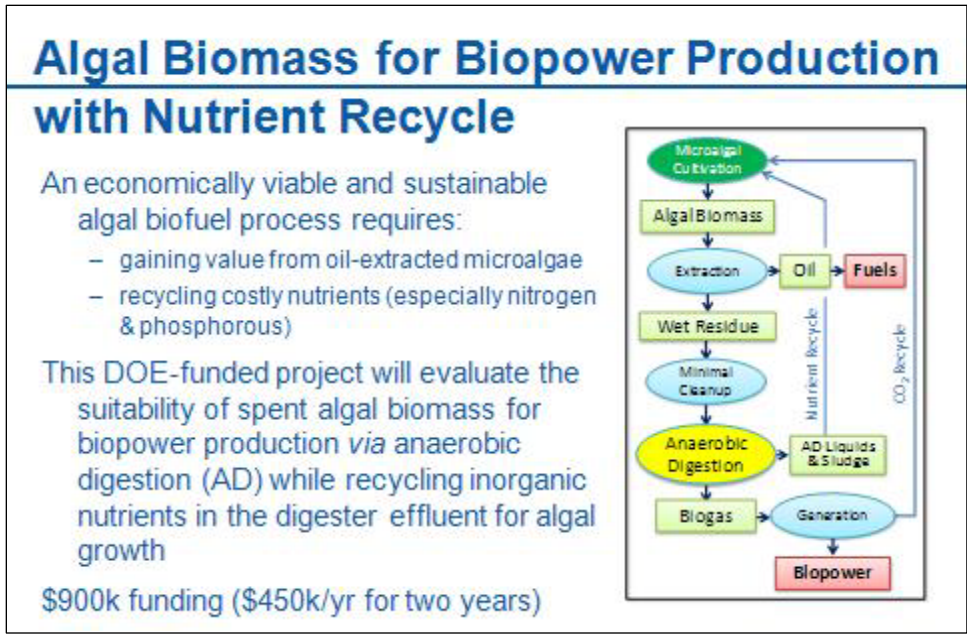 Algal Biomass for Biopower Production
with Nutrient Recycle
An economically viable and sustainable
algal biofuel process requires:
– gaining value from oil-extracted microalgae
– recycling costly nutrients (especially nitrogen
& phosphorous)
This DOE-funded project will evaluate the
suitability of spent algal biomass for
biopower production via anaerobic
digestion (AD) while recycling inorganic
nutrients in the digester effluent for algal
growth
$900k funding ($450k/yr for two years)
Microalgal
Cultivation
Algal Biomass
Extraction
Oil
Fuels
Wet Residue
Minimal
Cleanup
Nutrient Recycle
CO₂ Recycle
Anaerobic
Digestion
AD Liquids
& Sludge
Biogas
Generation
Biopower